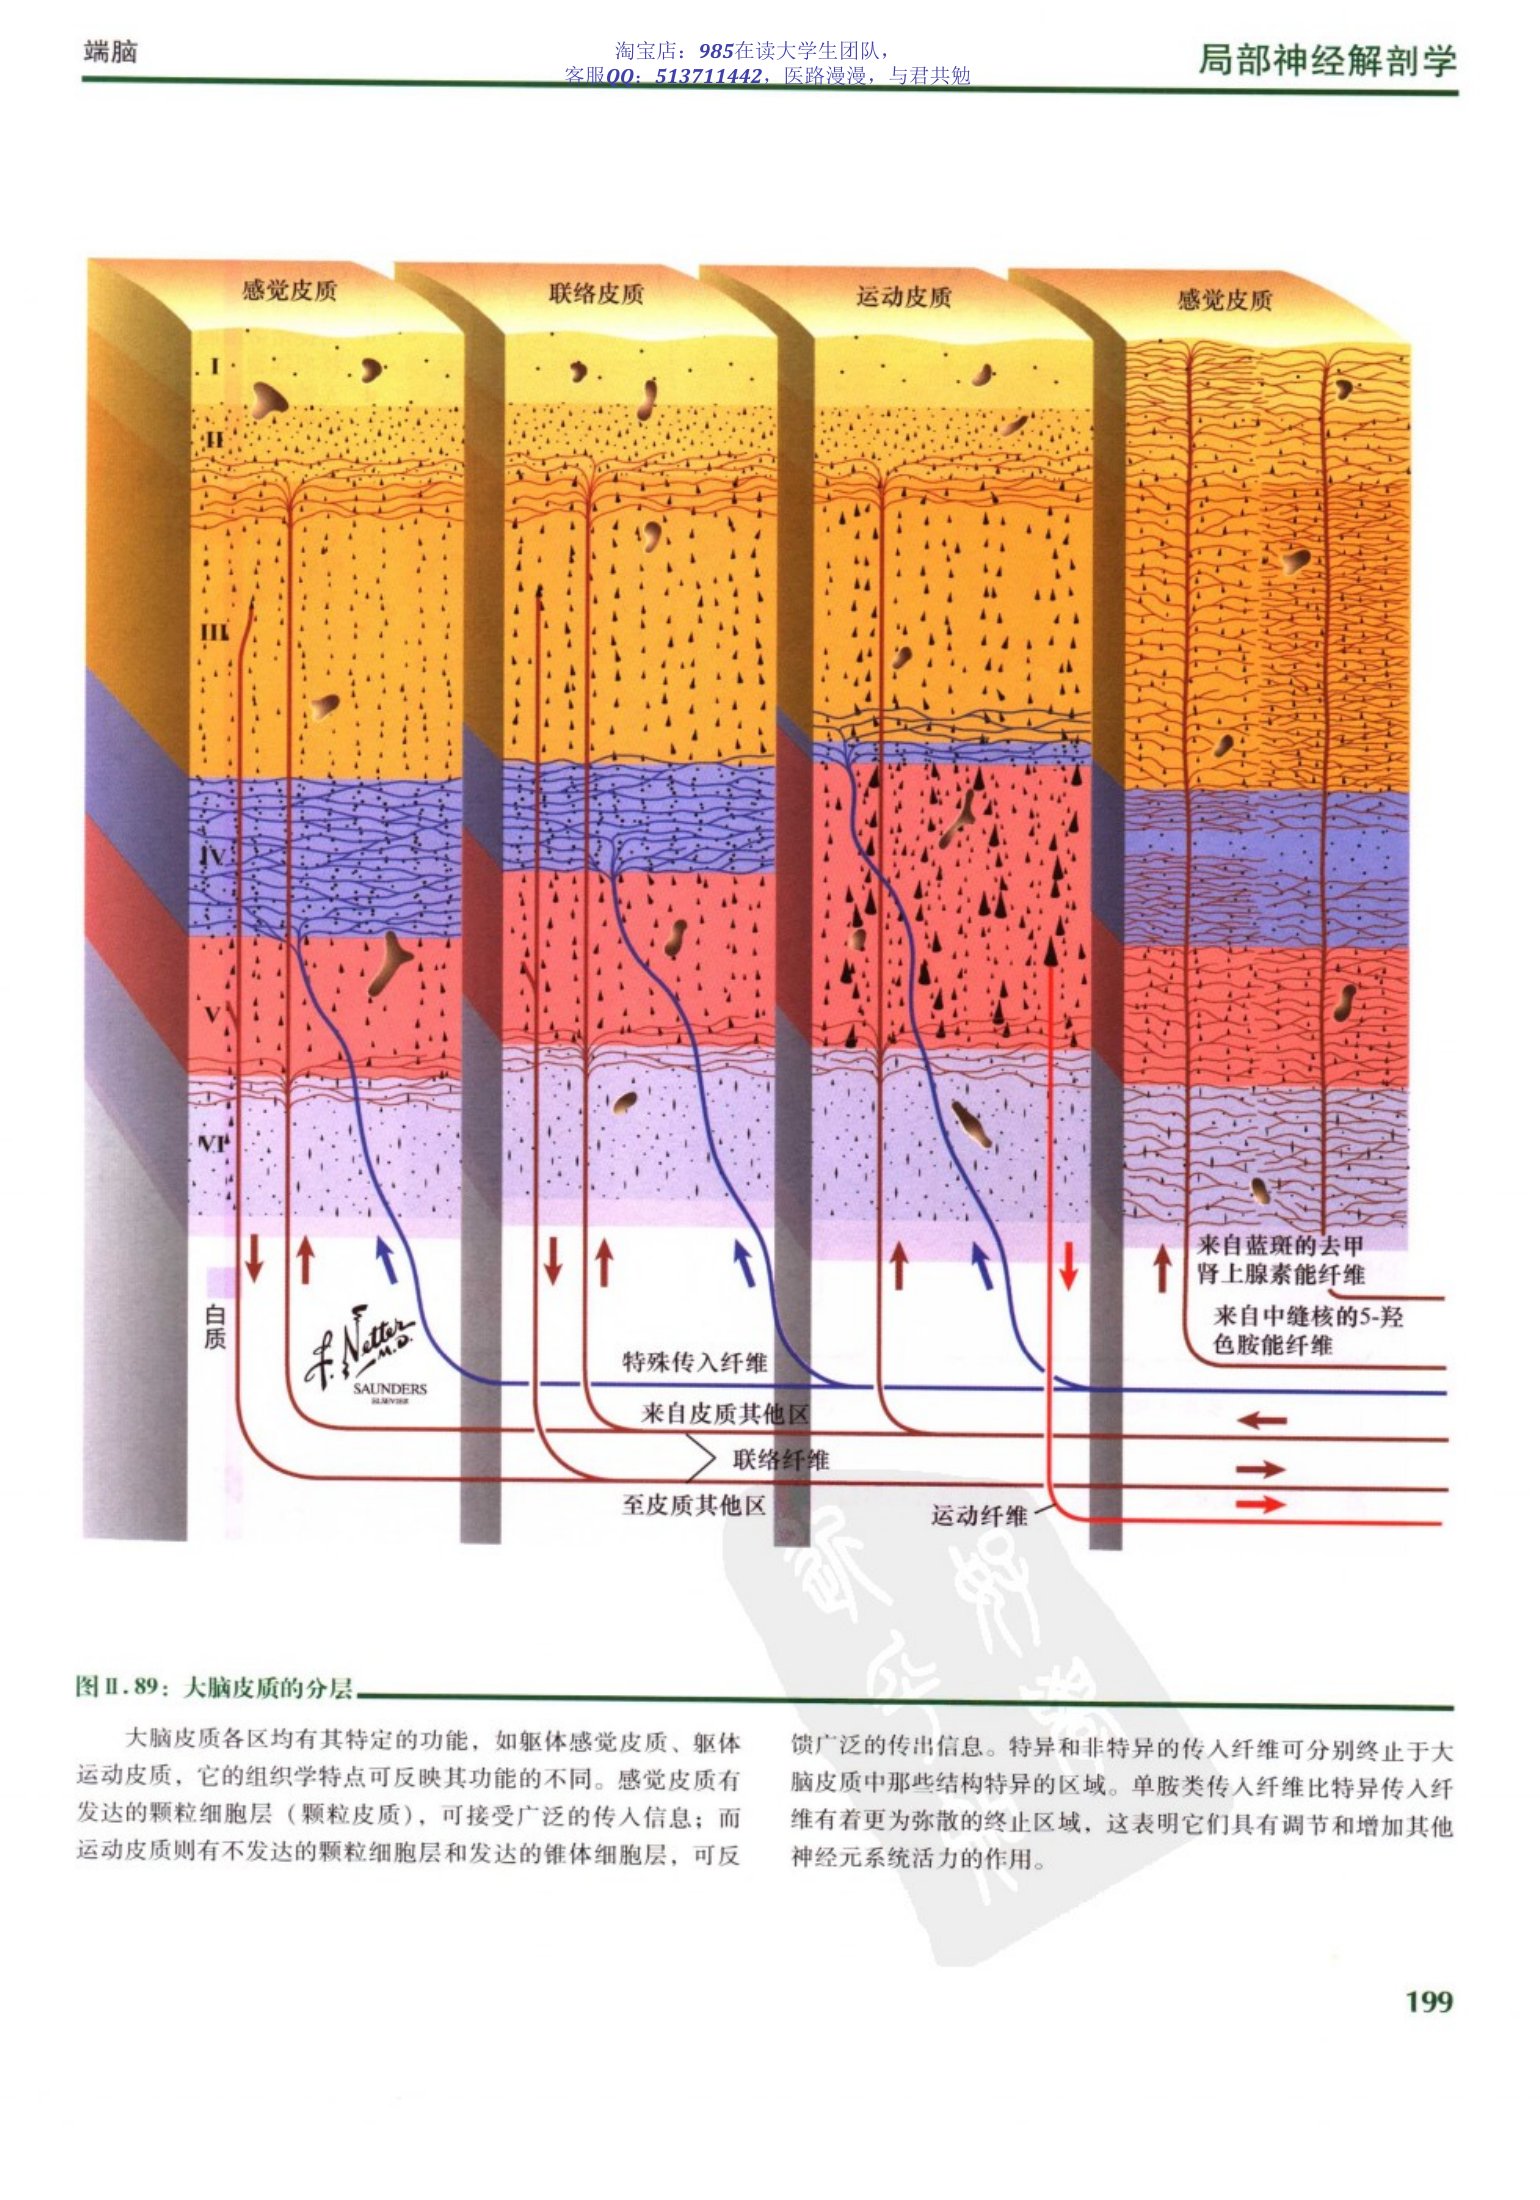 端脑
淘宝店：985在读大学生团队，
客服QQ：513711442，医路漫漫，与君共勉
局部神经解剖学
感觉皮质
联络皮质
运动皮质
感觉皮质
I
II
III
IV
V
VI
白质
F. Netter M.D.
SAUNDERS
ELSEVIER
来自蓝斑的去甲
肾上腺素能纤维
来自中缝核的5-羟
色胺能纤维
特殊传入纤维
来自皮质其他区
联络纤维
至皮质其他区
运动纤维
图 II . 89：大脑皮质的分层
大脑皮质各区均有其特定的功能，如躯体感觉皮质、躯体
运动皮质，它的组织学特点可反映其功能的不同。感觉皮质有
发达的颗粒细胞层（颗粒皮质），可接受广泛的传入信息；而
运动皮质则有不发达的颗粒细胞层和发达的锥体细胞层，可反
馈广泛的传出信息。特异和非特异的传入纤维可分别终止于大
脑皮质中那些结构特异的区域。单胺类传入纤维比特异传入纤
维有着更为弥散的终止区域，这表明它们具有调节和增加其他
神经元系统活力的作用。
199